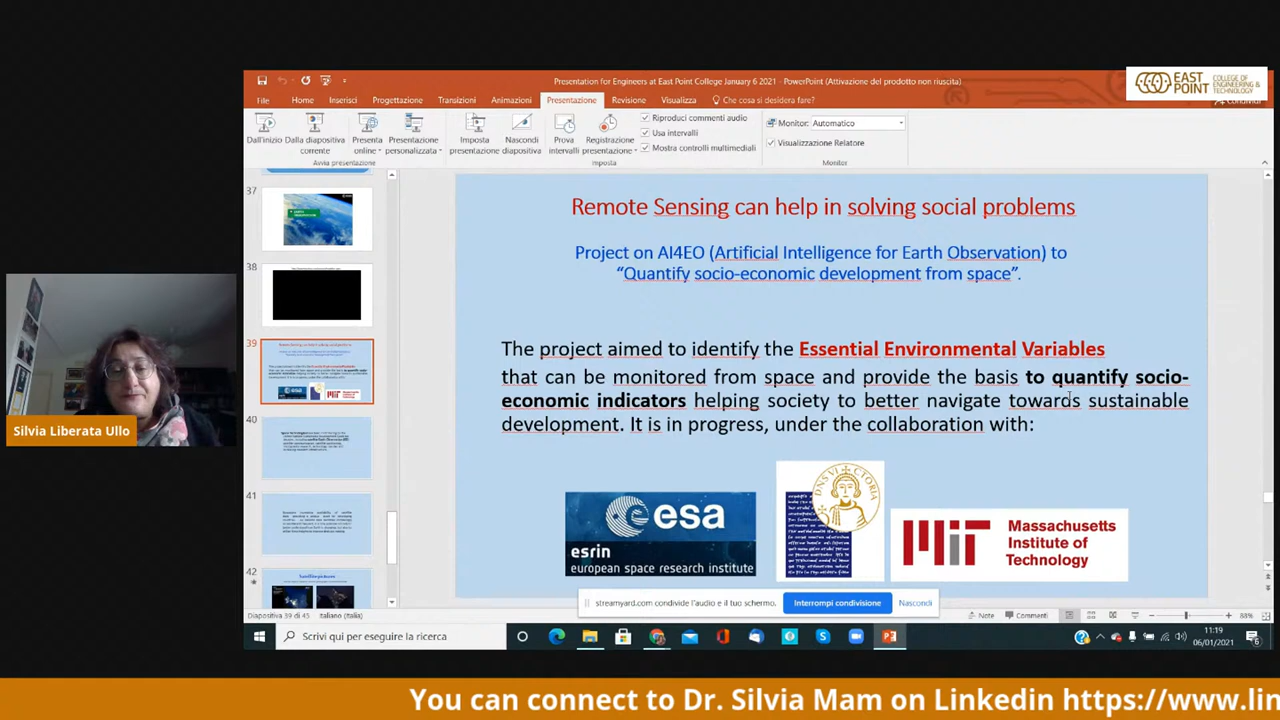 Presentation for Engineers at East Point College January 6 2021 - PowerPoint (Attivazione del prodotto non riuscita)
EAST POINT
COLLEGE OF
ENGINEERING &
TECHNOLOGY
File Home Inserisci Progettazione Transizioni Animazioni Presentazione Revisione Visualizza Che cosa si desidera fare?
Dall'inizio
Dalla diapositiva corrente
Presenta online
Presentazione personalizzata
Imposta presentazione
Nascondi diapositiva
Prova intervalli
Registrazione presentazione
Riproduci commenti audio
Usa intervalli
Mostra controlli multimediali
Monitor: Automatico
Visualizzazione Relatore
Avvia presentazione
Imposta
Monitor
37
38
39
40
41
42
Remote Sensing can help in solving social problems
Project on AI4EO (Artificial Intelligence for Earth Observation) to
“Quantify socio-economic development from space”.
The project aimed to identify the Essential Environmental Variables
that can be monitored from space and provide the basis to quantify socio-
economic indicators helping society to better navigate towards sustainable
development. It is in progress, under the collaboration with:
esa
esrin
european space research institute
DNS VICTORIA
MIT
Massachusetts
Institute of
Technology
Silvia Liberata Ullo
streamyard.com condivide l'audio e il tuo schermo.
Interrompi condivisione
Nascondi
Diapositiva 39 di 45
Italiano (Italia)
Note
Commenti
88%
Scrivi qui per eseguire la ricerca
11:19
06/01/2021
You can connect to Dr. Silvia Mam on Linkedin https://www.lin